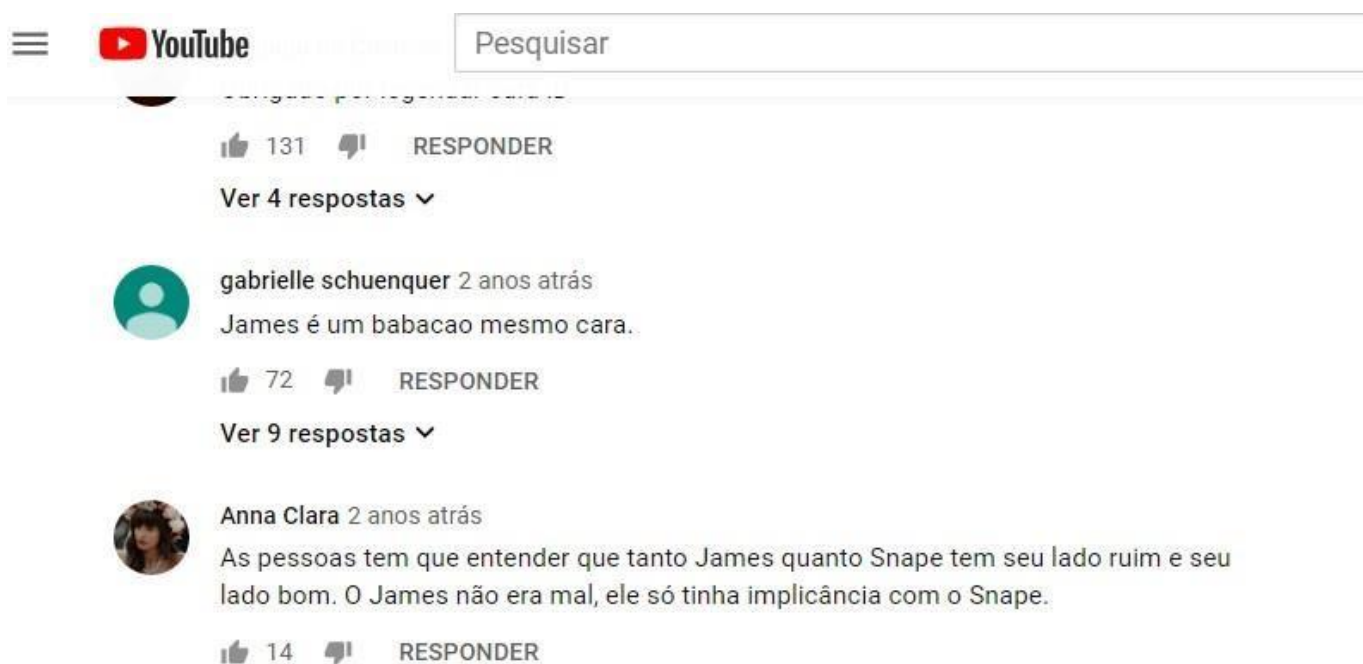 YouTube
Pesquisar
131 RESPONDER
Ver 4 respostas
gabrielle schuenquer 2 anos atrás
James é um babacao mesmo cara.
72 RESPONDER
Ver 9 respostas
Anna Clara 2 anos atrás
As pessoas tem que entender que tanto James quanto Snape tem seu lado ruim e seu
lado bom. O James não era mal, ele só tinha implicância com o Snape.
14 RESPONDER